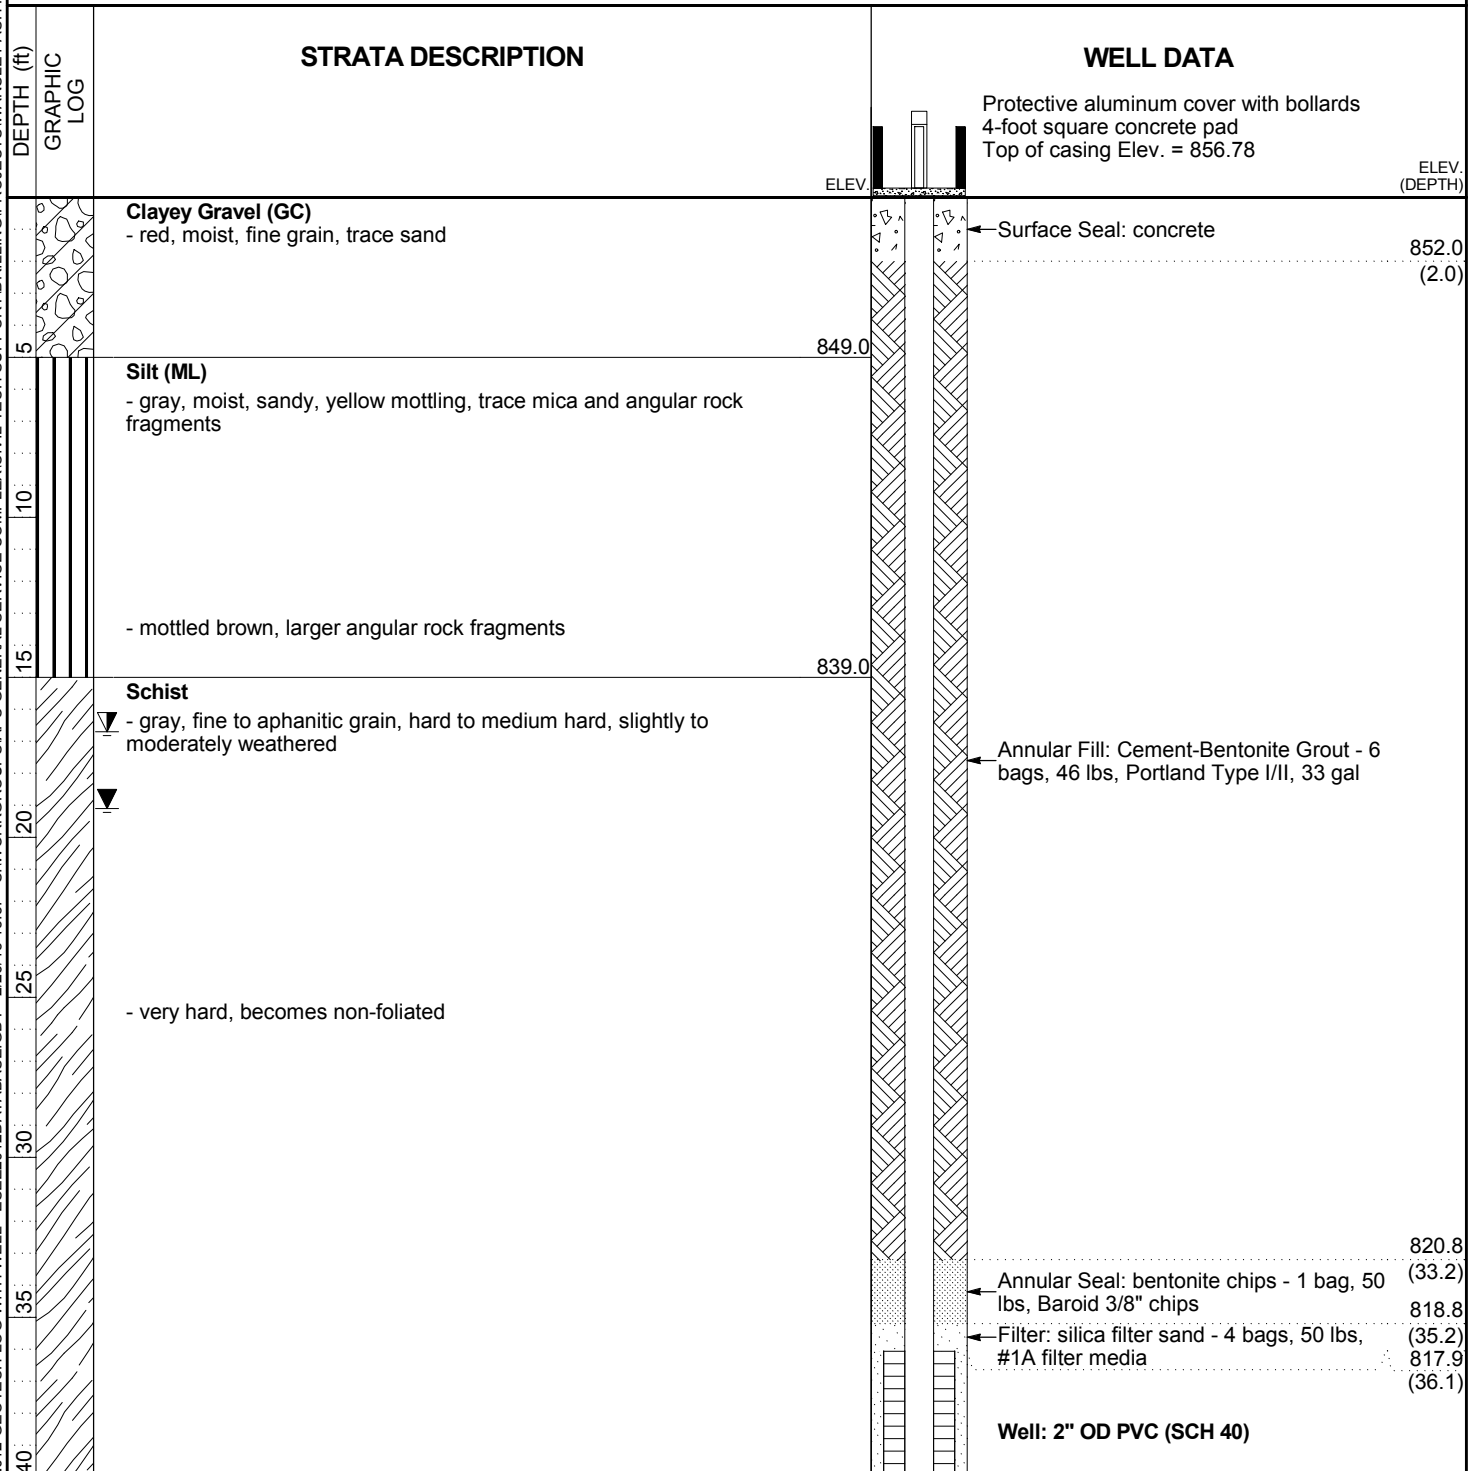 STRATA DESCRIPTION
WELL DATA
DEPTH (ft)
GRAPHIC
LOG
Protective aluminum cover with bollards
4-foot square concrete pad
Top of casing Elev. = 856.78
ELEV.
ELEV.
(DEPTH)
Clayey Gravel (GC)
- red, moist, fine grain, trace sand
Surface Seal: concrete
852.0
(2.0)
5
849.0
Silt (ML)
- gray, moist, sandy, yellow mottling, trace mica and angular rock
fragments
10
- mottled brown, larger angular rock fragments
15
839.0
Schist
- gray, fine to aphanitic grain, hard to medium hard, slightly to
moderately weathered
Annular Fill: Cement-Bentonite Grout - 6
bags, 46 lbs, Portland Type I/II, 33 gal
20
25
- very hard, becomes non-foliated
30
820.8
(33.2)
Annular Seal: bentonite chips - 1 bag, 50
lbs, Baroid 3/8" chips
35
818.8
(35.2)
Filter: silica filter sand - 4 bags, 50 lbs,
#1A filter media
817.9
(36.1)
Well: 2" OD PVC (SCH 40)
40